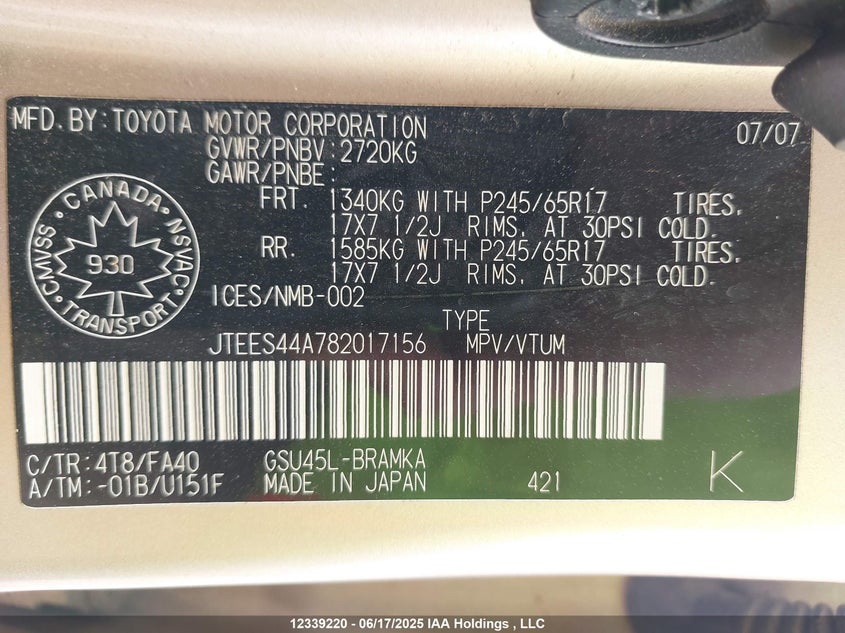 MFD. BY: TOYOTA MOTOR CORPORATION 07/07
GVWR/PNBV: 2720KG
GAWR/PNBE:
FRT. 1340KG WITH P245/65R17 TIRES,
17X7 1/2J RIMS, AT 30PSI COLD.
RR. 1585KG WITH P245/65R17 TIRES,
17X7 1/2J RIMS, AT 30PSI COLD.
CANADA · NSVAC · TRANSPORT · CMVSS ·
930
ICES/NMB-002
TYPE
JTEES44A782017156 MPV/VTUM
C/TR: 4T8/FA40 GSU45L-BRAMKA
A/TM: -01B/U151F MADE IN JAPAN 421 K
12339220 - 06/17/2025 IAA Holdings , LLC